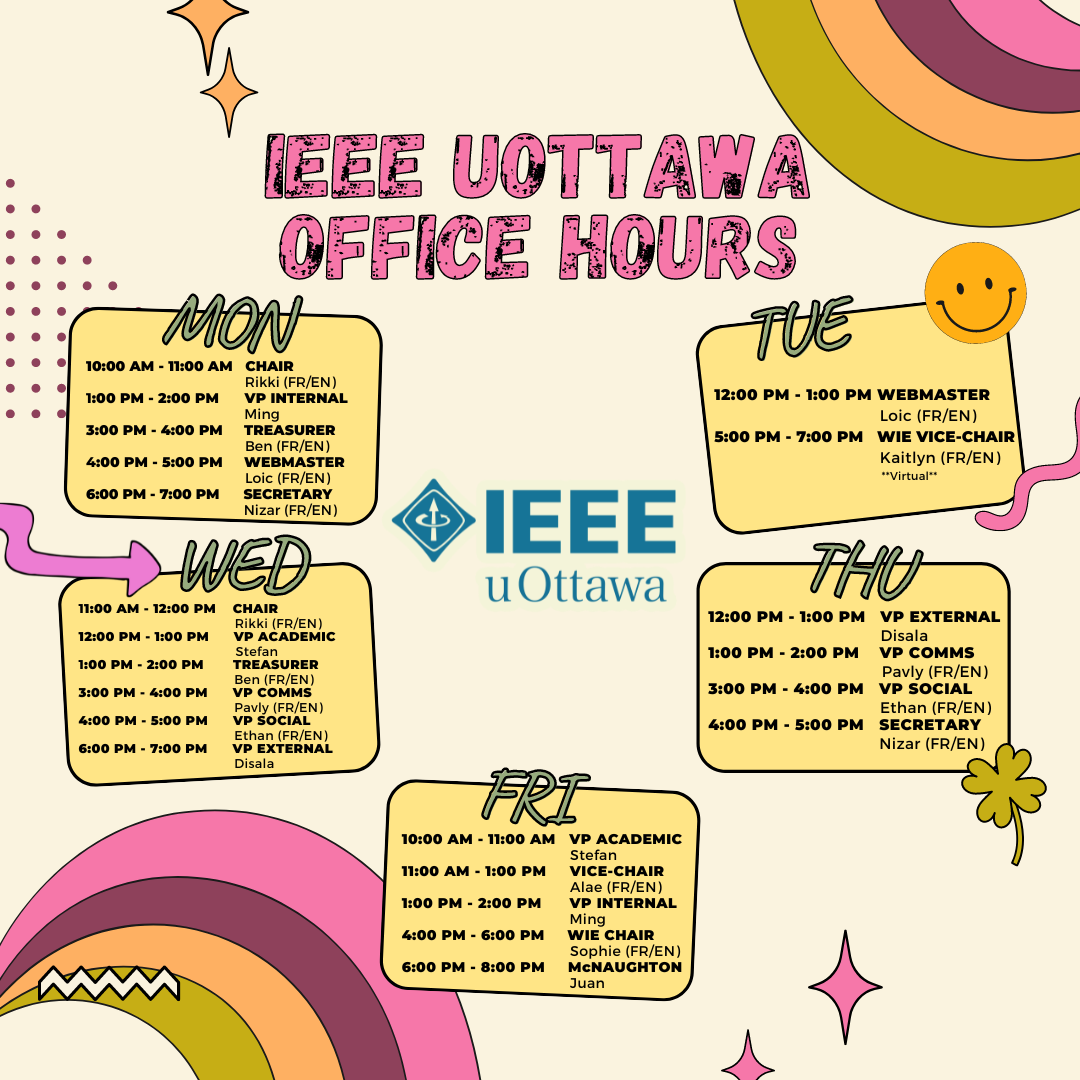 IEEE UOTTAWA
OFFICE HOURS
MON
10:00 AM - 11:00 AM CHAIR
Rikki (FR/EN)
1:00 PM - 2:00 PM VP INTERNAL
Ming
3:00 PM - 4:00 PM TREASURER
Ben (FR/EN)
4:00 PM - 5:00 PM WEBMASTER
Loic (FR/EN)
6:00 PM - 7:00 PM SECRETARY
Nizar (FR/EN)
TUE
12:00 PM - 1:00 PM WEBMASTER
Loic (FR/EN)
5:00 PM - 7:00 PM WIE VICE-CHAIR
Kaitlyn (FR/EN)
**Virtual**
IEEE
uOttawa
WED
11:00 AM - 12:00 PM CHAIR
Rikki (FR/EN)
12:00 PM - 1:00 PM VP ACADEMIC
Stefan
1:00 PM - 2:00 PM TREASURER
Ben (FR/EN)
3:00 PM - 4:00 PM VP COMMS
Pavly (FR/EN)
4:00 PM - 5:00 PM VP SOCIAL
Ethan (FR/EN)
6:00 PM - 7:00 PM VP EXTERNAL
Disala
THU
12:00 PM - 1:00 PM VP EXTERNAL
Disala
1:00 PM - 2:00 PM VP COMMS
Pavly (FR/EN)
3:00 PM - 4:00 PM VP SOCIAL
Ethan (FR/EN)
4:00 PM - 5:00 PM SECRETARY
Nizar (FR/EN)
FRI
10:00 AM - 11:00 AM VP ACADEMIC
Stefan
11:00 AM - 1:00 PM VICE-CHAIR
Alae (FR/EN)
1:00 PM - 2:00 PM VP INTERNAL
Ming
4:00 PM - 6:00 PM WIE CHAIR
Sophie (FR/EN)
6:00 PM - 8:00 PM McNAUGHTON
Juan